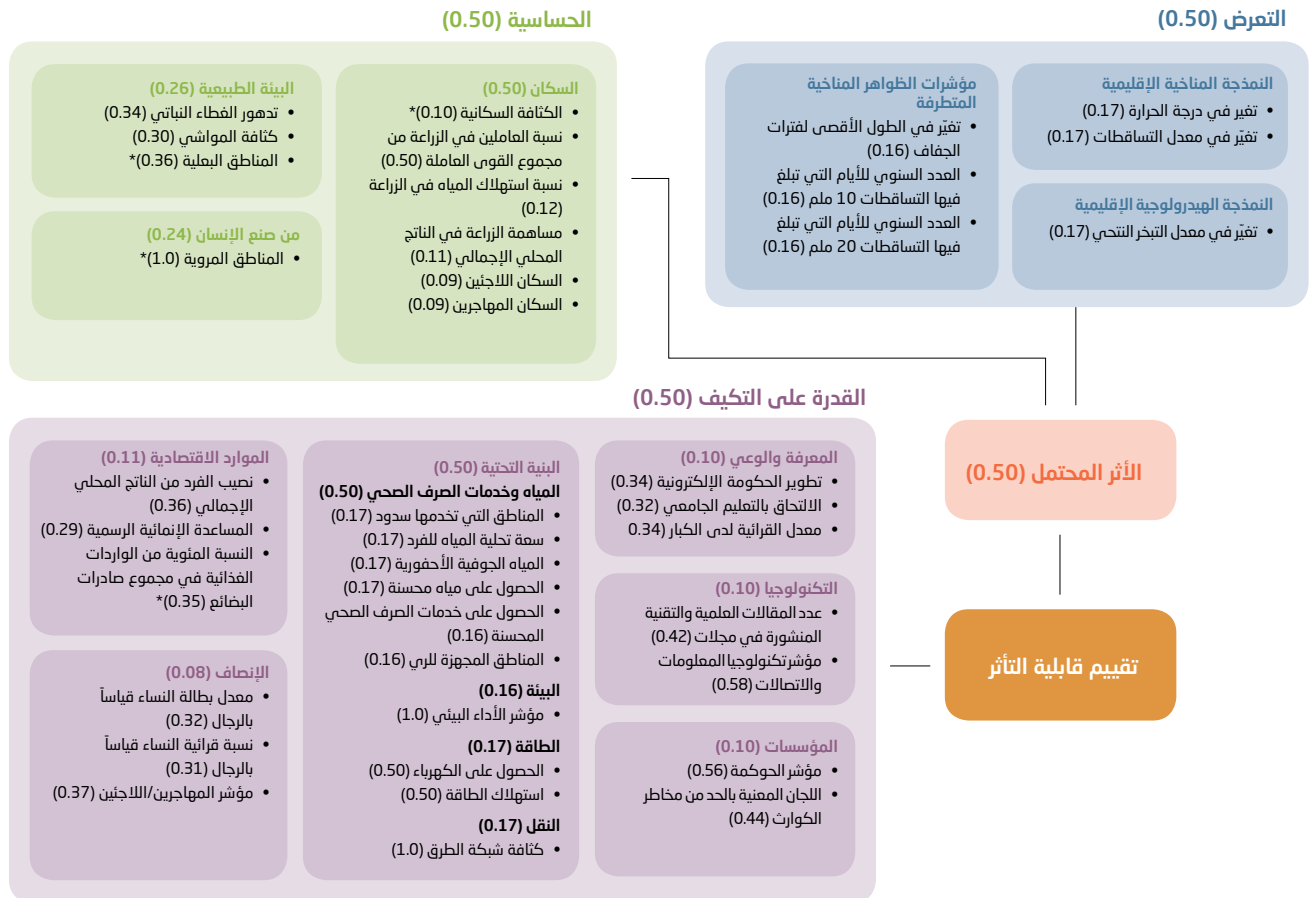 التعرض (0.50)
النمذجة المناخية الإقليمية
• تغير في درجة الحرارة (0.17)
• تغيّر في معدل التساقطات (0.17)
النمذجة الهيدرولوجية الإقليمية
• تغيّر في معدل التبخر النتحي (0.17)
مؤشرات الظواهر المناخية
المتطرفة
• تغيّر في الطول الأقصى لفترات
الجفاف (0.16)
• العدد السنوي للأيام التي تبلغ
فيها التساقطات 10 ملم (0.16)
• العدد السنوي للأيام التي تبلغ
فيها التساقطات 20 ملم (0.16)
الحساسية (0.50)
السكان (0.50)
• الكثافة السكانية (0.10)*
• نسبة العاملين في الزراعة من
مجموع القوى العاملة (0.50)
• نسبة استهلاك المياه في الزراعة
(0.12)
• مساهمة الزراعة في الناتج
المحلي الإجمالي (0.11)
• السكان اللاجئين (0.09)
• السكان المهاجرين (0.09)
البيئة الطبيعية (0.26)
• تدهور الغطاء النباتي (0.34)
• كثافة المواشي (0.30)
• المناطق البعلية (0.36)*
من صنع الإنسان (0.24)
• المناطق المروية (1.0)*
الأثر المحتمل (0.50)
تقييم قابلية التأثر
القدرة على التكيف (0.50)
المعرفة والوعي (0.10)
• تطوير الحكومة الإلكترونية (0.34)
• الالتحاق بالتعليم الجامعي (0.32)
• معدل القرائية لدى الكبار (0.34
التكنولوجيا (0.10)
• عدد المقالات العلمية والتقنية
المنشورة في مجلات (0.42)
• مؤشرتكنولوجيا المعلومات
والاتصالات (0.58)
المؤسسات (0.10)
• مؤشر الحوكمة (0.56)
• اللجان المعنية بالحد من مخاطر
الكوارث (0.44)
البنية التحتية (0.50)
المياه وخدمات الصرف الصحي (0.50)
• المناطق التي تخدمها سدود (0.17)
• سعة تحلية المياه للفرد (0.17)
• المياه الجوفية الأحفورية (0.17)
• الحصول على مياه محسنة (0.17)
• الحصول على خدمات الصرف الصحي
المحسنة (0.16)
• المناطق المجهزة للري (0.16)
البيئة (0.16)
• مؤشر الأداء البيئي (1.0)
الطاقة (0.17)
• الحصول على الكهرباء (0.50)
• استهلاك الطاقة (0.50)
النقل (0.17)
• كثافة شبكة الطرق (1.0)
الموارد الاقتصادية (0.11)
• نصيب الفرد من الناتج المحلي
الإجمالي (0.36)
• المساعدة الإنمائية الرسمية (0.29)
• النسبة المئوية من الواردات
الغذائية في مجموع صادرات
البضائع (0.35)*
الإنصاف (0.08)
• معدل بطالة النساء قياساً
بالرجال (0.32)
• نسبة قرائية النساء قياساً
بالرجال (0.31)
• مؤشر المهاجرين/اللاجئين (0.37)